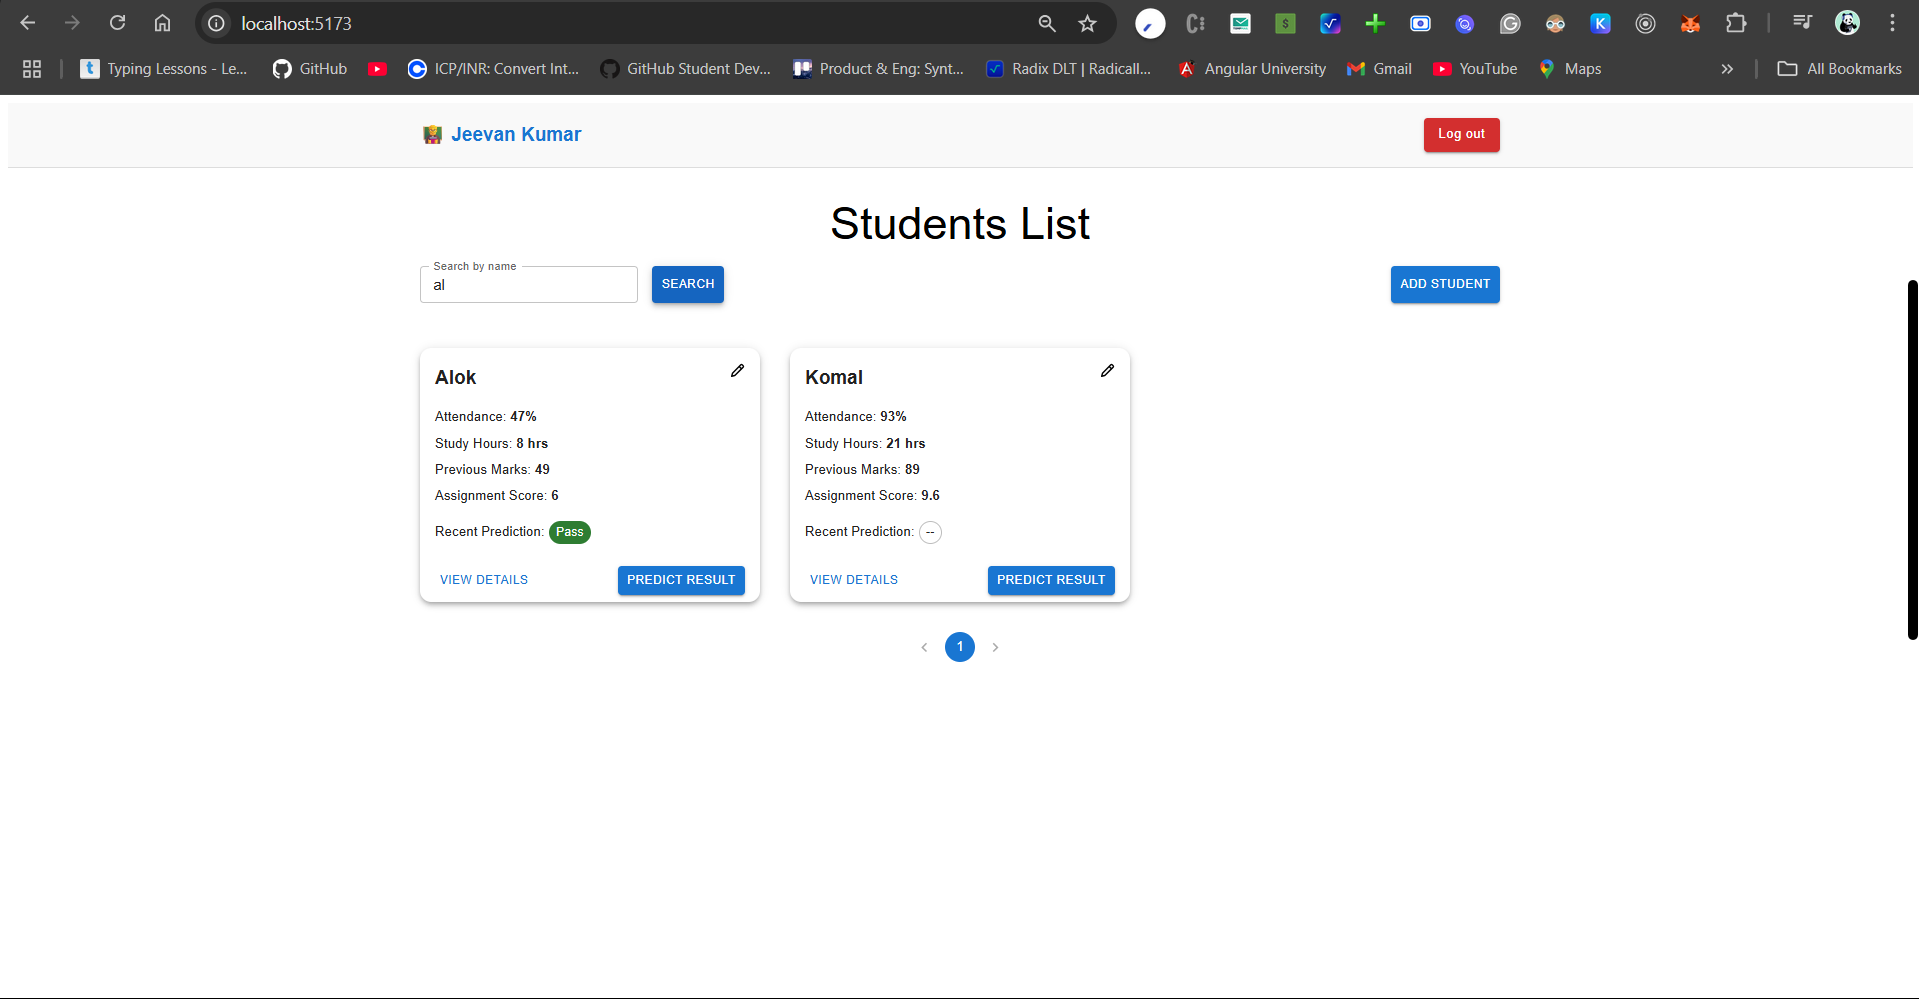 localhost:5173
Typing Lessons - Le... GitHub ICP/INR: Convert Int... GitHub Student Dev... Product & Eng: Synt... Radix DLT | Radicall... Angular University Gmail YouTube Maps » All Bookmarks
Jeevan Kumar Log out
Students List
Search by name
al SEARCH ADD STUDENT
Alok
Attendance: 47%
Study Hours: 8 hrs
Previous Marks: 49
Assignment Score: 6
Recent Prediction: Pass
VIEW DETAILS PREDICT RESULT
Komal
Attendance: 93%
Study Hours: 21 hrs
Previous Marks: 89
Assignment Score: 9.6
Recent Prediction: --
VIEW DETAILS PREDICT RESULT
1